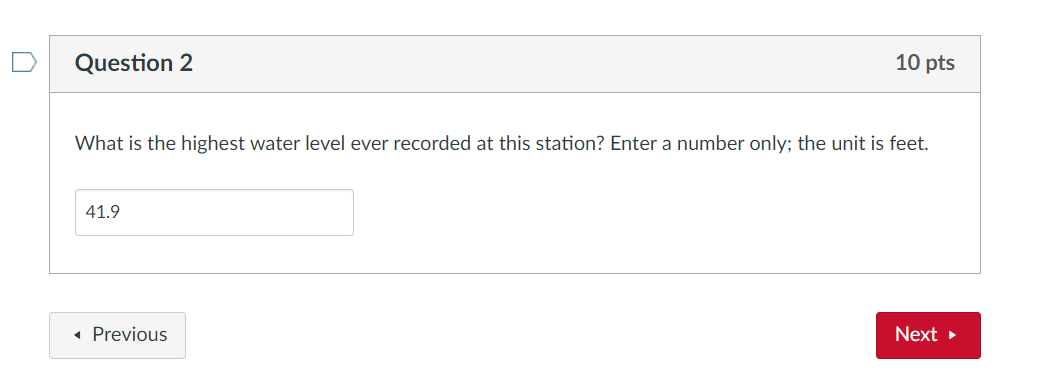 Question 2
10 pts
What is the highest water level ever recorded at this station? Enter a number only; the unit is feet.
41.9
◂ Previous
Next ▸